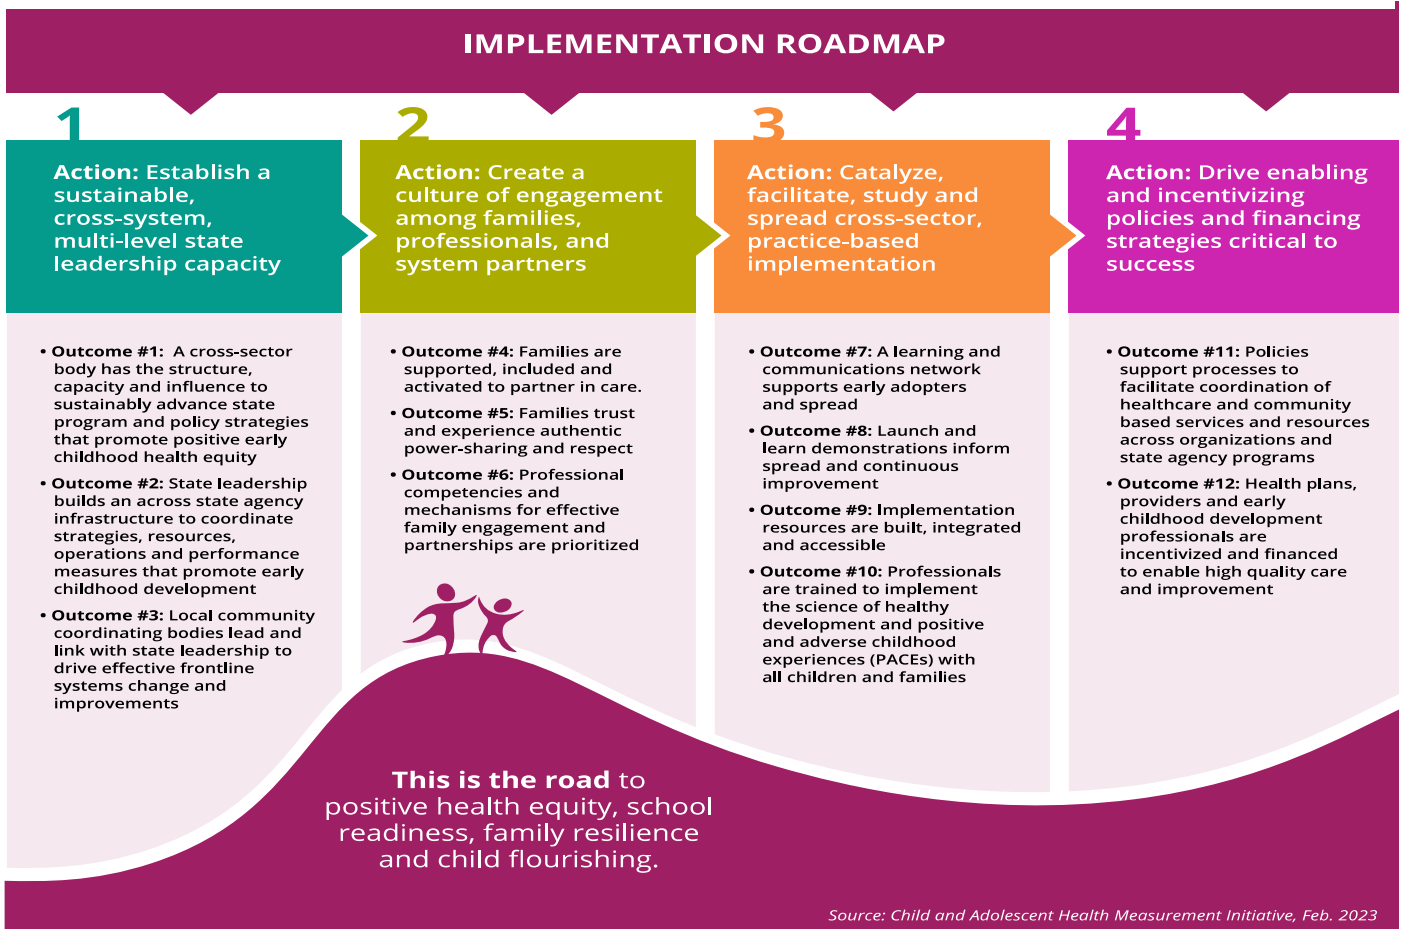 IMPLEMENTATION ROADMAP
1
Action: Establish a
sustainable,
cross-system,
multi-level state
leadership capacity
• Outcome #1:  A cross-sector
body has the structure,
capacity and influence to
sustainably advance state
program and policy strategies
that promote positive early
childhood health equity
• Outcome #2: State leadership
builds an across state agency
infrastructure to coordinate
strategies, resources,
operations and performance
measures that promote early
childhood development
• Outcome #3: Local community
coordinating bodies lead and
link with state leadership to
drive effective frontline
systems change and
improvements
2
Action: Create a
culture of engagement
among families,
professionals, and
system partners
• Outcome #4: Families are
supported, included and
activated to partner in care.
• Outcome #5: Families trust
and experience authentic
power-sharing and respect
• Outcome #6: Professional
competencies and
mechanisms for effective
family engagement and
partnerships are prioritized
3
Action: Catalyze,
facilitate, study and
spread cross-sector,
practice-based
implementation
• Outcome #7: A learning and
communications network
supports early adopters
and spread
• Outcome #8: Launch and
learn demonstrations inform
spread and continuous
improvement
• Outcome #9: Implementation
resources are built, integrated
and accessible
• Outcome #10: Professionals
are trained to implement
the science of healthy
development and positive
and adverse childhood
experiences (PACEs) with
all children and families
4
Action: Drive enabling
and incentivizing
policies and financing
strategies critical to
success
• Outcome #11: Policies
support processes to
facilitate coordination of
healthcare and community
based services and resources
across organizations and
state agency programs
• Outcome #12: Health plans,
providers and early
childhood development
professionals are
incentivized and financed
to enable high quality care
and improvement
This is the road to
positive health equity, school
readiness, family resilience
and child flourishing.
Source: Child and Adolescent Health Measurement Initiative, Feb. 2023